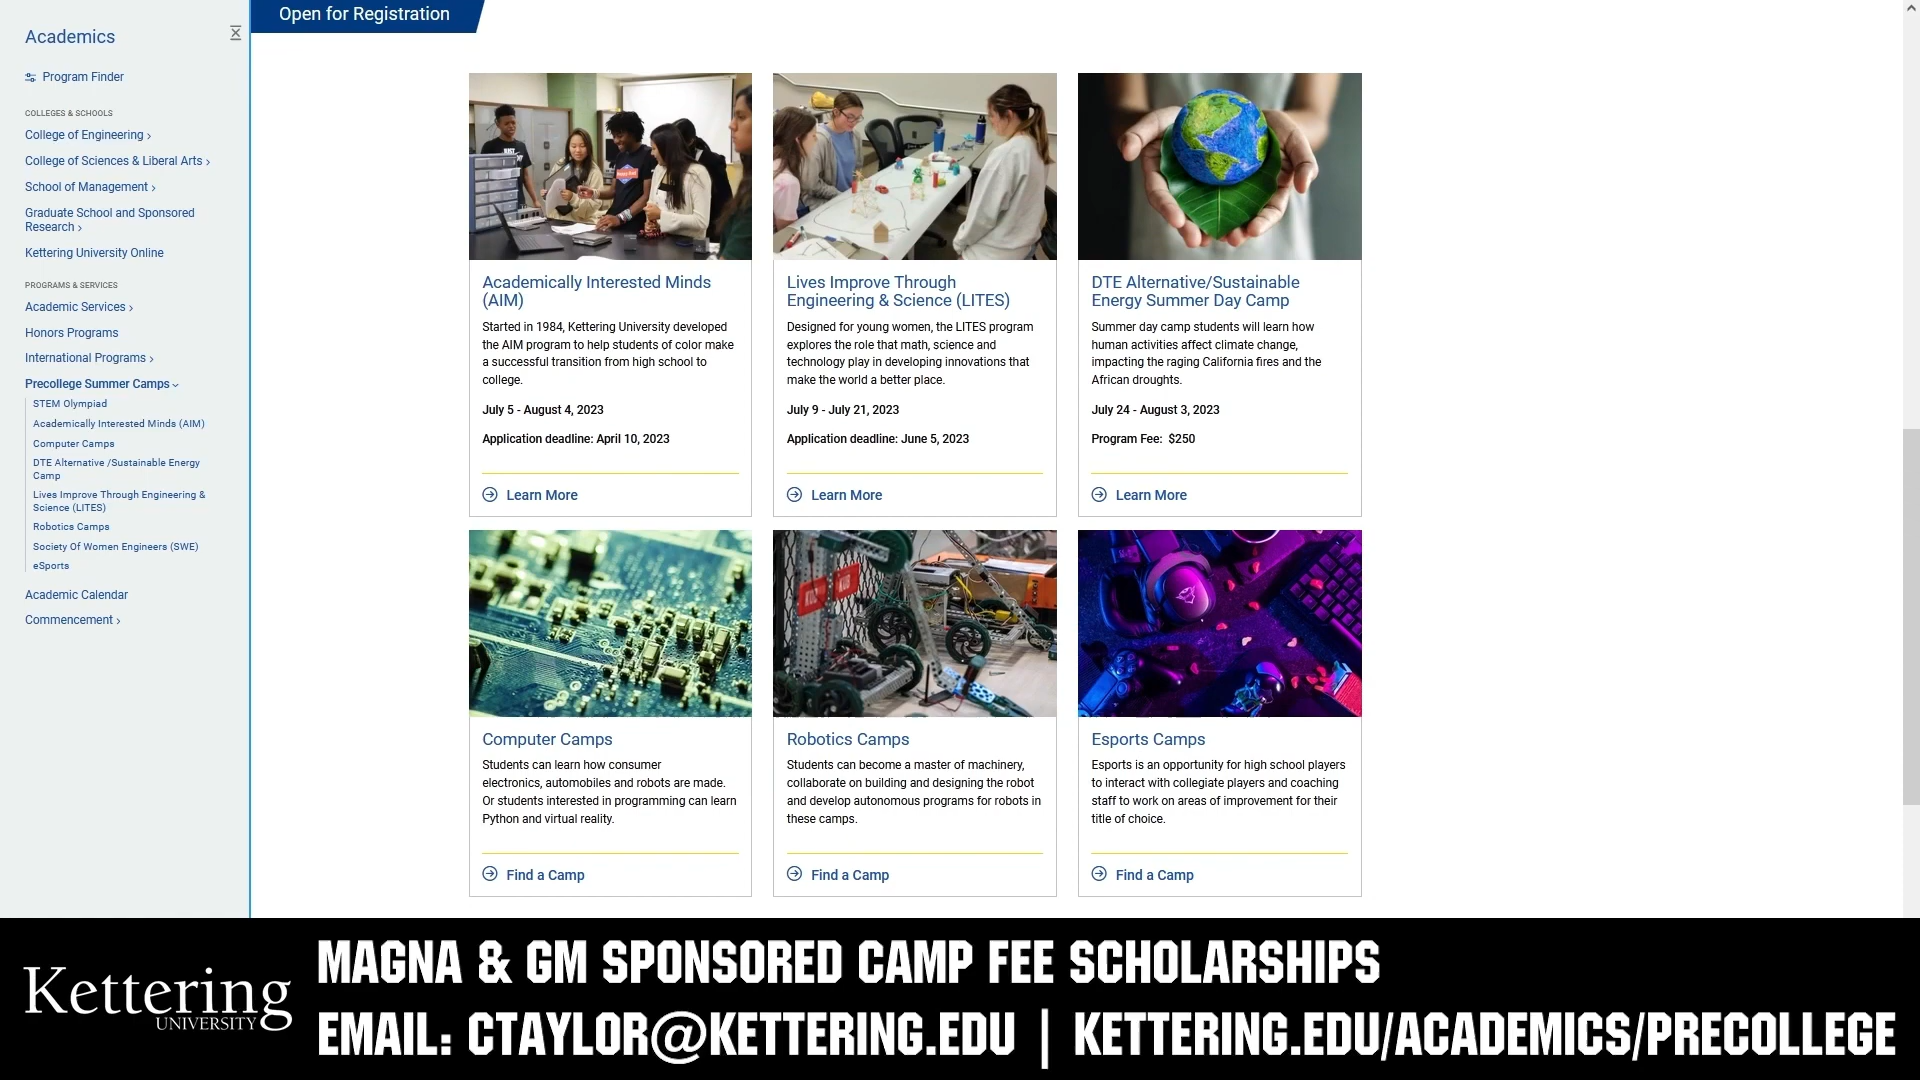 Open for Registration
Academics
Program Finder
COLLEGES & SCHOOLS
College of Engineering
College of Sciences & Liberal Arts
School of Management
Graduate School and Sponsored
Research
Kettering University Online
PROGRAMS & SERVICES
Academic Services
Honors Programs
International Programs
Precollege Summer Camps
STEM Olympiad
Academically Interested Minds (AIM)
Computer Camps
DTE Alternative /Sustainable Energy
Camp
Lives Improve Through Engineering &
Science (LITES)
Robotics Camps
Society Of Women Engineers (SWE)
eSports
Academic Calendar
Commencement
Academically Interested Minds
(AIM)
Started in 1984, Kettering University developed
the AIM program to help students of color make
a successful transition from high school to
college.
July 5 - August 4, 2023
Application deadline: April 10, 2023
Learn More
Lives Improve Through
Engineering & Science (LITES)
Designed for young women, the LITES program
explores the role that math, science and
technology play in developing innovations that
make the world a better place.
July 9 - July 21, 2023
Application deadline: June 5, 2023
Learn More
DTE Alternative/Sustainable
Energy Summer Day Camp
Summer day camp students will learn how
human activities affect climate change,
impacting the raging California fires and the
African droughts.
July 24 - August 3, 2023
Program Fee: $250
Learn More
Computer Camps
Students can learn how consumer
electronics, automobiles and robots are made.
Or students interested in programming can learn
Python and virtual reality.
Find a Camp
Robotics Camps
Students can become a master of machinery,
collaborate on building and designing the robot
and develop autonomous programs for robots in
these camps.
Find a Camp
Esports Camps
Esports is an opportunity for high school players
to interact with collegiate players and coaching
staff to work on areas of improvement for their
title of choice.
Find a Camp
Kettering
UNIVERSITY
MAGNA & GM SPONSORED CAMP FEE SCHOLARSHIPS
EMAIL: CTAYLOR@KETTERING.EDU | KETTERING.EDU/ACADEMICS/PRECOLLEGE